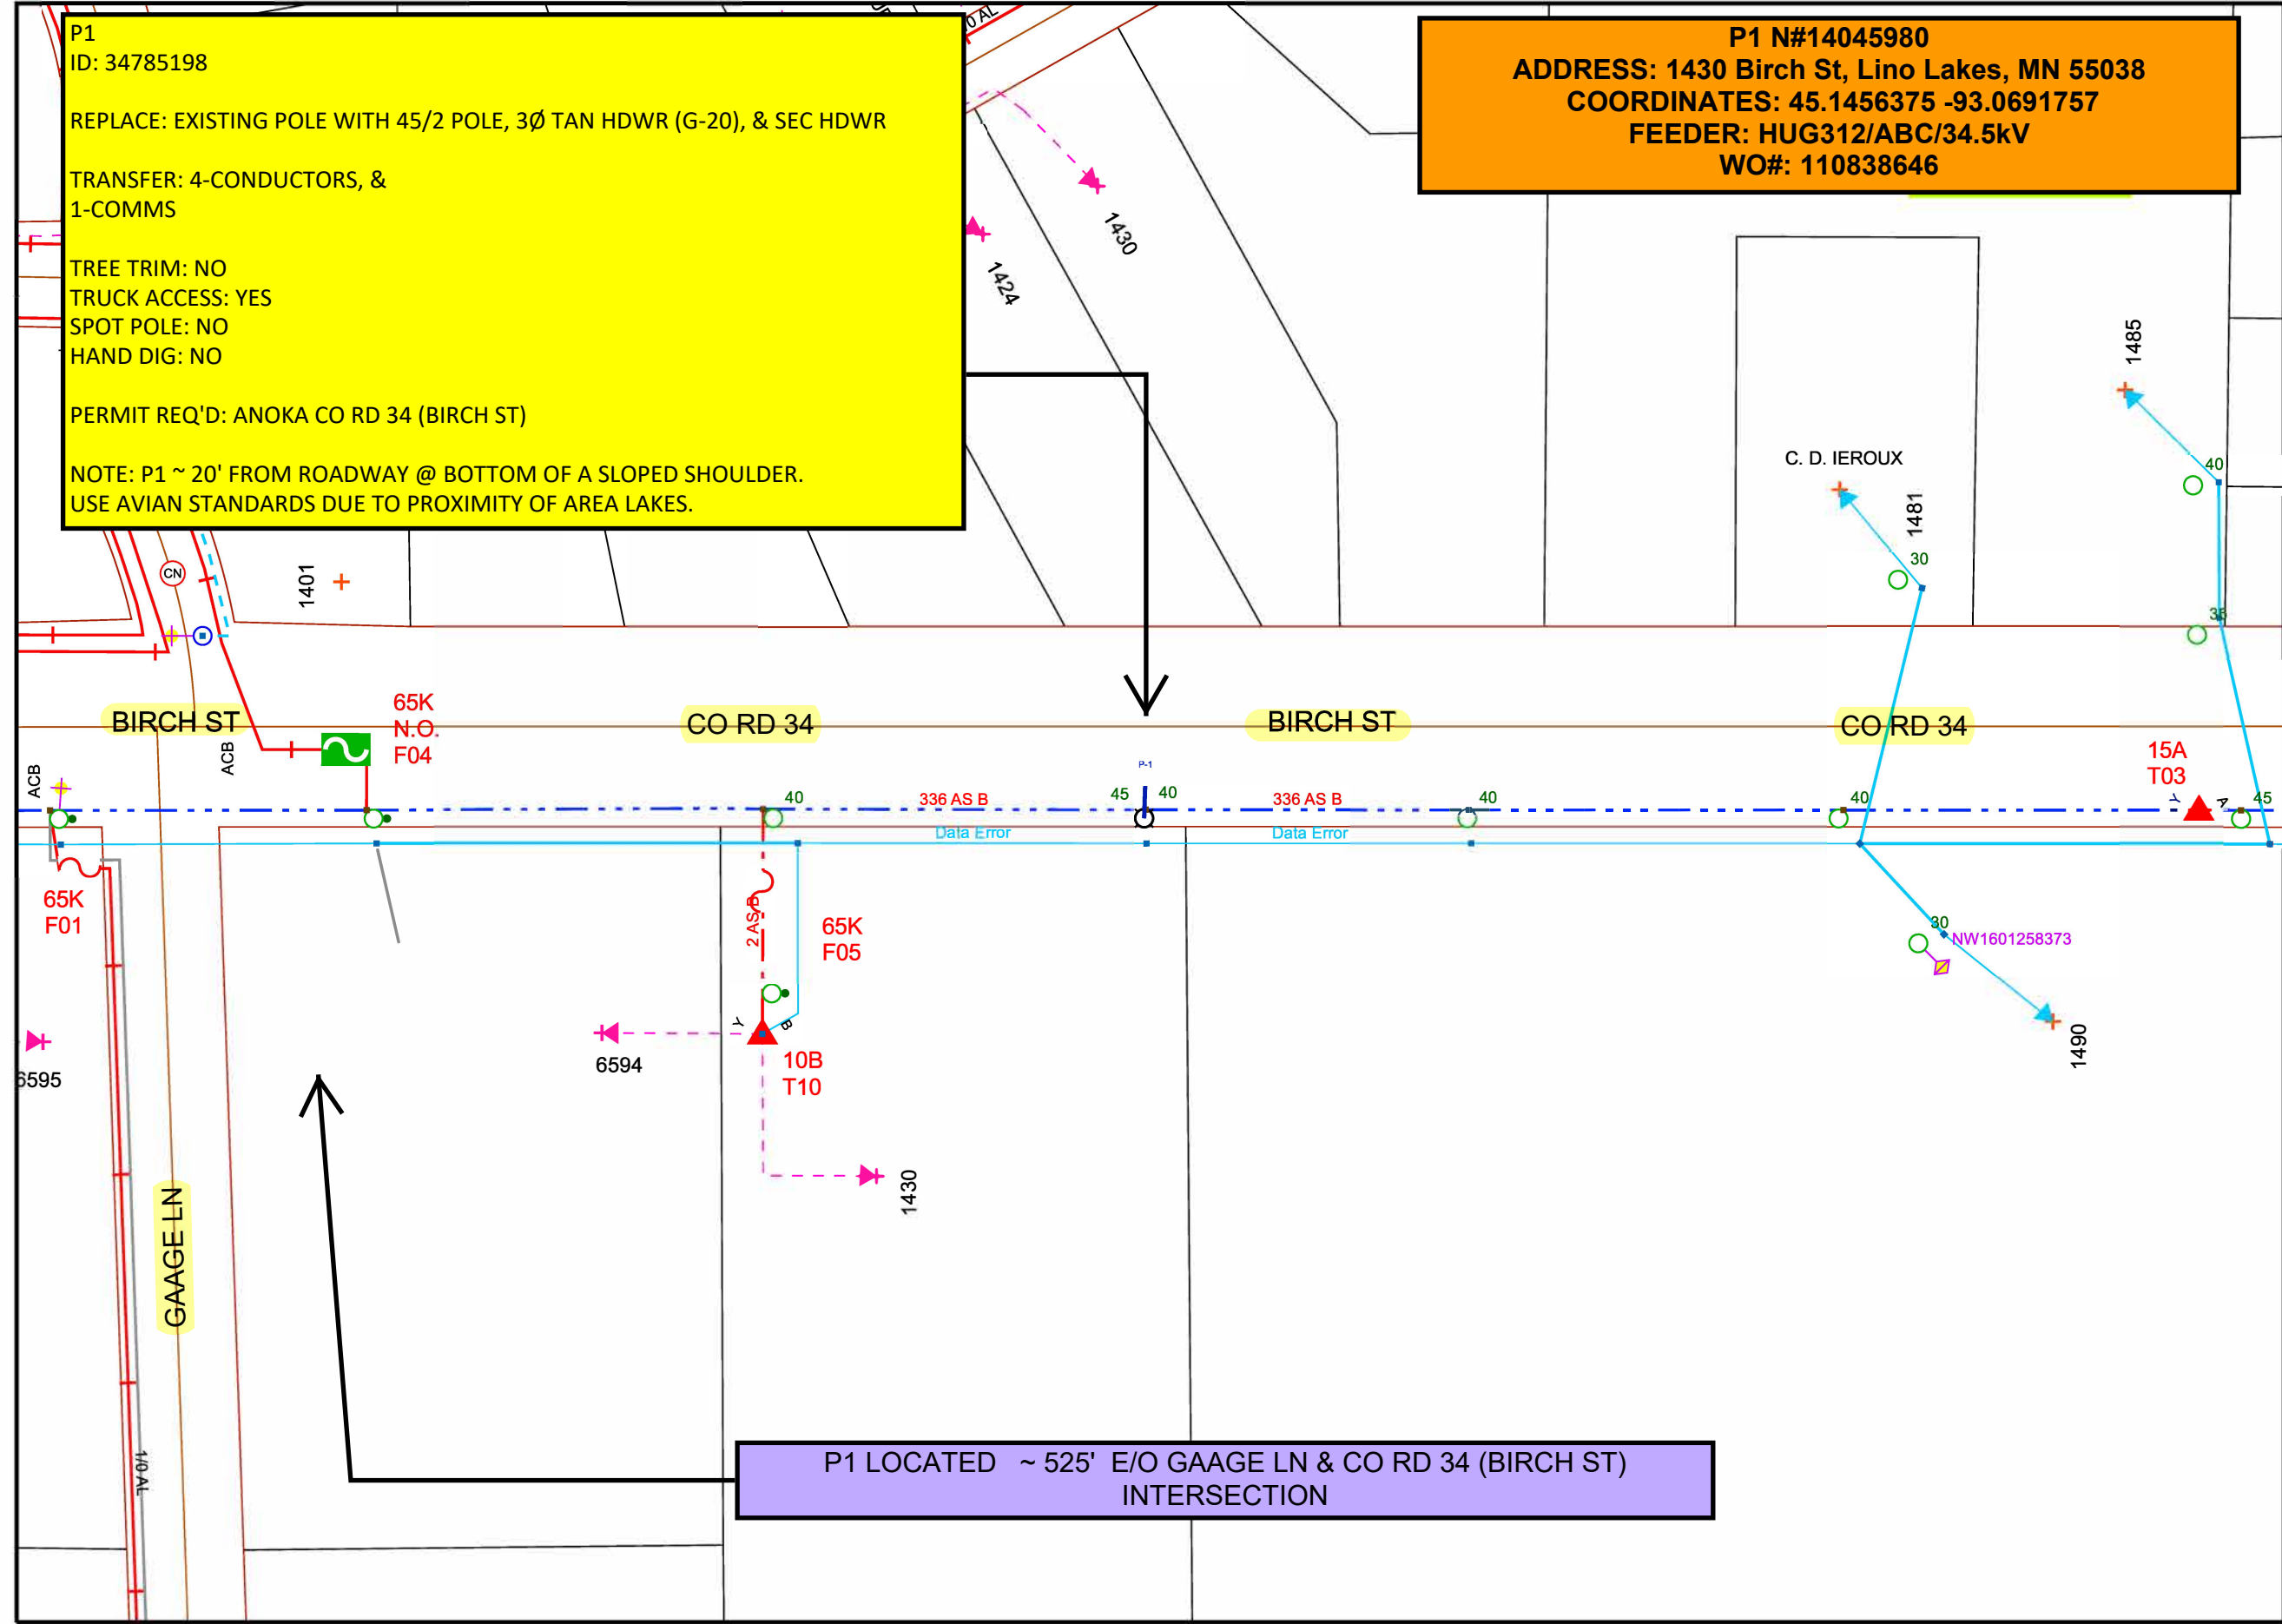 P1
ID: 34785198
REPLACE: EXISTING POLE WITH 45/2 POLE, 3Ø TAN HDWR (G-20), & SEC HDWR
TRANSFER: 4-CONDUCTORS, &
1-COMMS
TREE TRIM: NO
TRUCK ACCESS: YES
SPOT POLE: NO
HAND DIG: NO
PERMIT REQ'D: ANOKA CO RD 34 (BIRCH ST)
NOTE: P1 ~ 20' FROM ROADWAY @ BOTTOM OF A SLOPED SHOULDER.
USE AVIAN STANDARDS DUE TO PROXIMITY OF AREA LAKES.
P1 N#14045980
ADDRESS: 1430 Birch St, Lino Lakes, MN 55038
COORDINATES: 45.1456375 -93.0691757
FEEDER: HUG312/ABC/34.5kV
WO#: 110838646
0 AL
1430
1424
1485
C. D. IEROUX
40
1481
30
CN
1401
35
BIRCH ST
65K
N.O.
F04
CO RD 34
BIRCH ST
CO RD 34
ACB
ACB
15A
T03
P-1
40
336 AS B
45
40
336 AS B
40
40
Y
A
45
Data Error
Data Error
65K
F01
2 AS B
65K
F05
30
NW1601258373
Y
B
6594
10B
T10
6595
1490
1430
GAAGE LN
1/0 AL
P1 LOCATED ~ 525' E/O GAAGE LN & CO RD 34 (BIRCH ST)
INTERSECTION